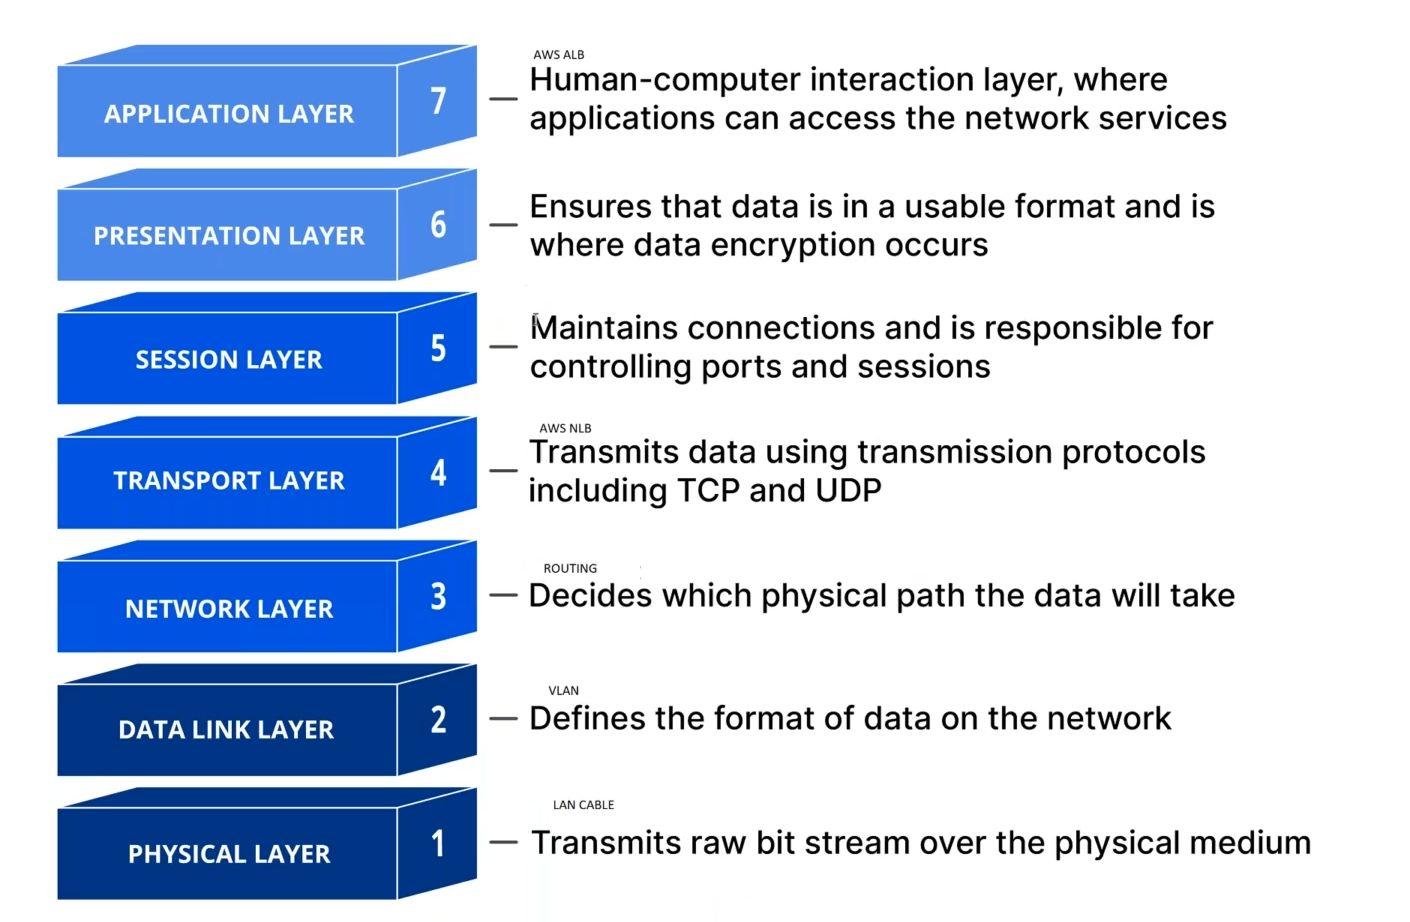 AWS ALB
APPLICATION LAYER 7 Human-computer interaction layer, where
applications can access the network services
PRESENTATION LAYER 6 Ensures that data is in a usable format and is
where data encryption occurs
SESSION LAYER 5 Maintains connections and is responsible for
controlling ports and sessions
AWS NLB
TRANSPORT LAYER 4 Transmits data using transmission protocols
including TCP and UDP
ROUTING
NETWORK LAYER 3 Decides which physical path the data will take
VLAN
DATA LINK LAYER 2 Defines the format of data on the network
LAN CABLE
PHYSICAL LAYER 1 Transmits raw bit stream over the physical medium